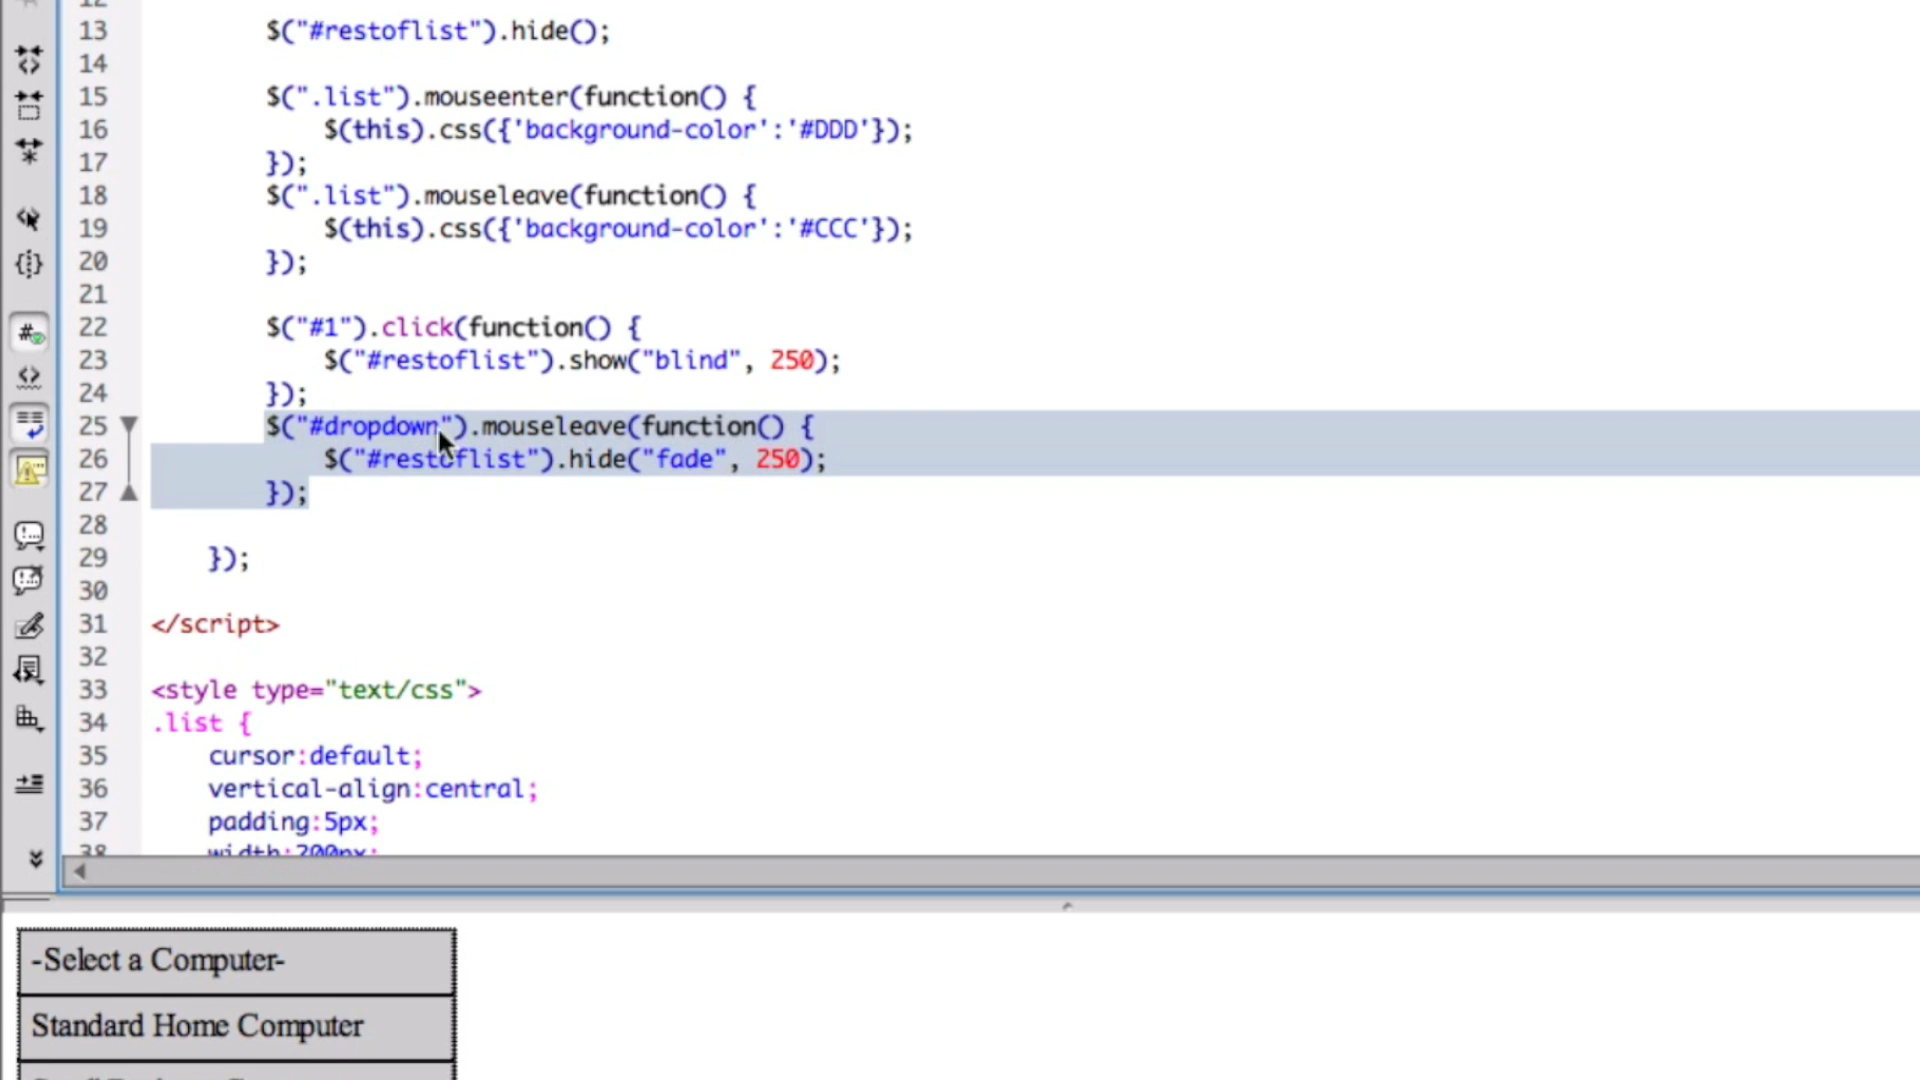 13 $("#restoflist").hide();
14
15 $(".list").mouseenter(function() {
16 $(this).css({'background-color':'#DDD'});
17 });
18 $(".list").mouseleave(function() {
19 $(this).css({'background-color':'#CCC'});
20 });
21
22 $("#1").click(function() {
23 $("#restoflist").show("blind", 250);
24 });
25 $("#dropdown").mouseleave(function() {
26 $("#restoflist").hide("fade", 250);
27 });
28
29 });
30
31 </script>
32
33 <style type="text/css">
34 .list {
35 cursor:default;
36 vertical-align:central;
37 padding:5px;
38 width:200px;
-Select a Computer-
Standard Home Computer